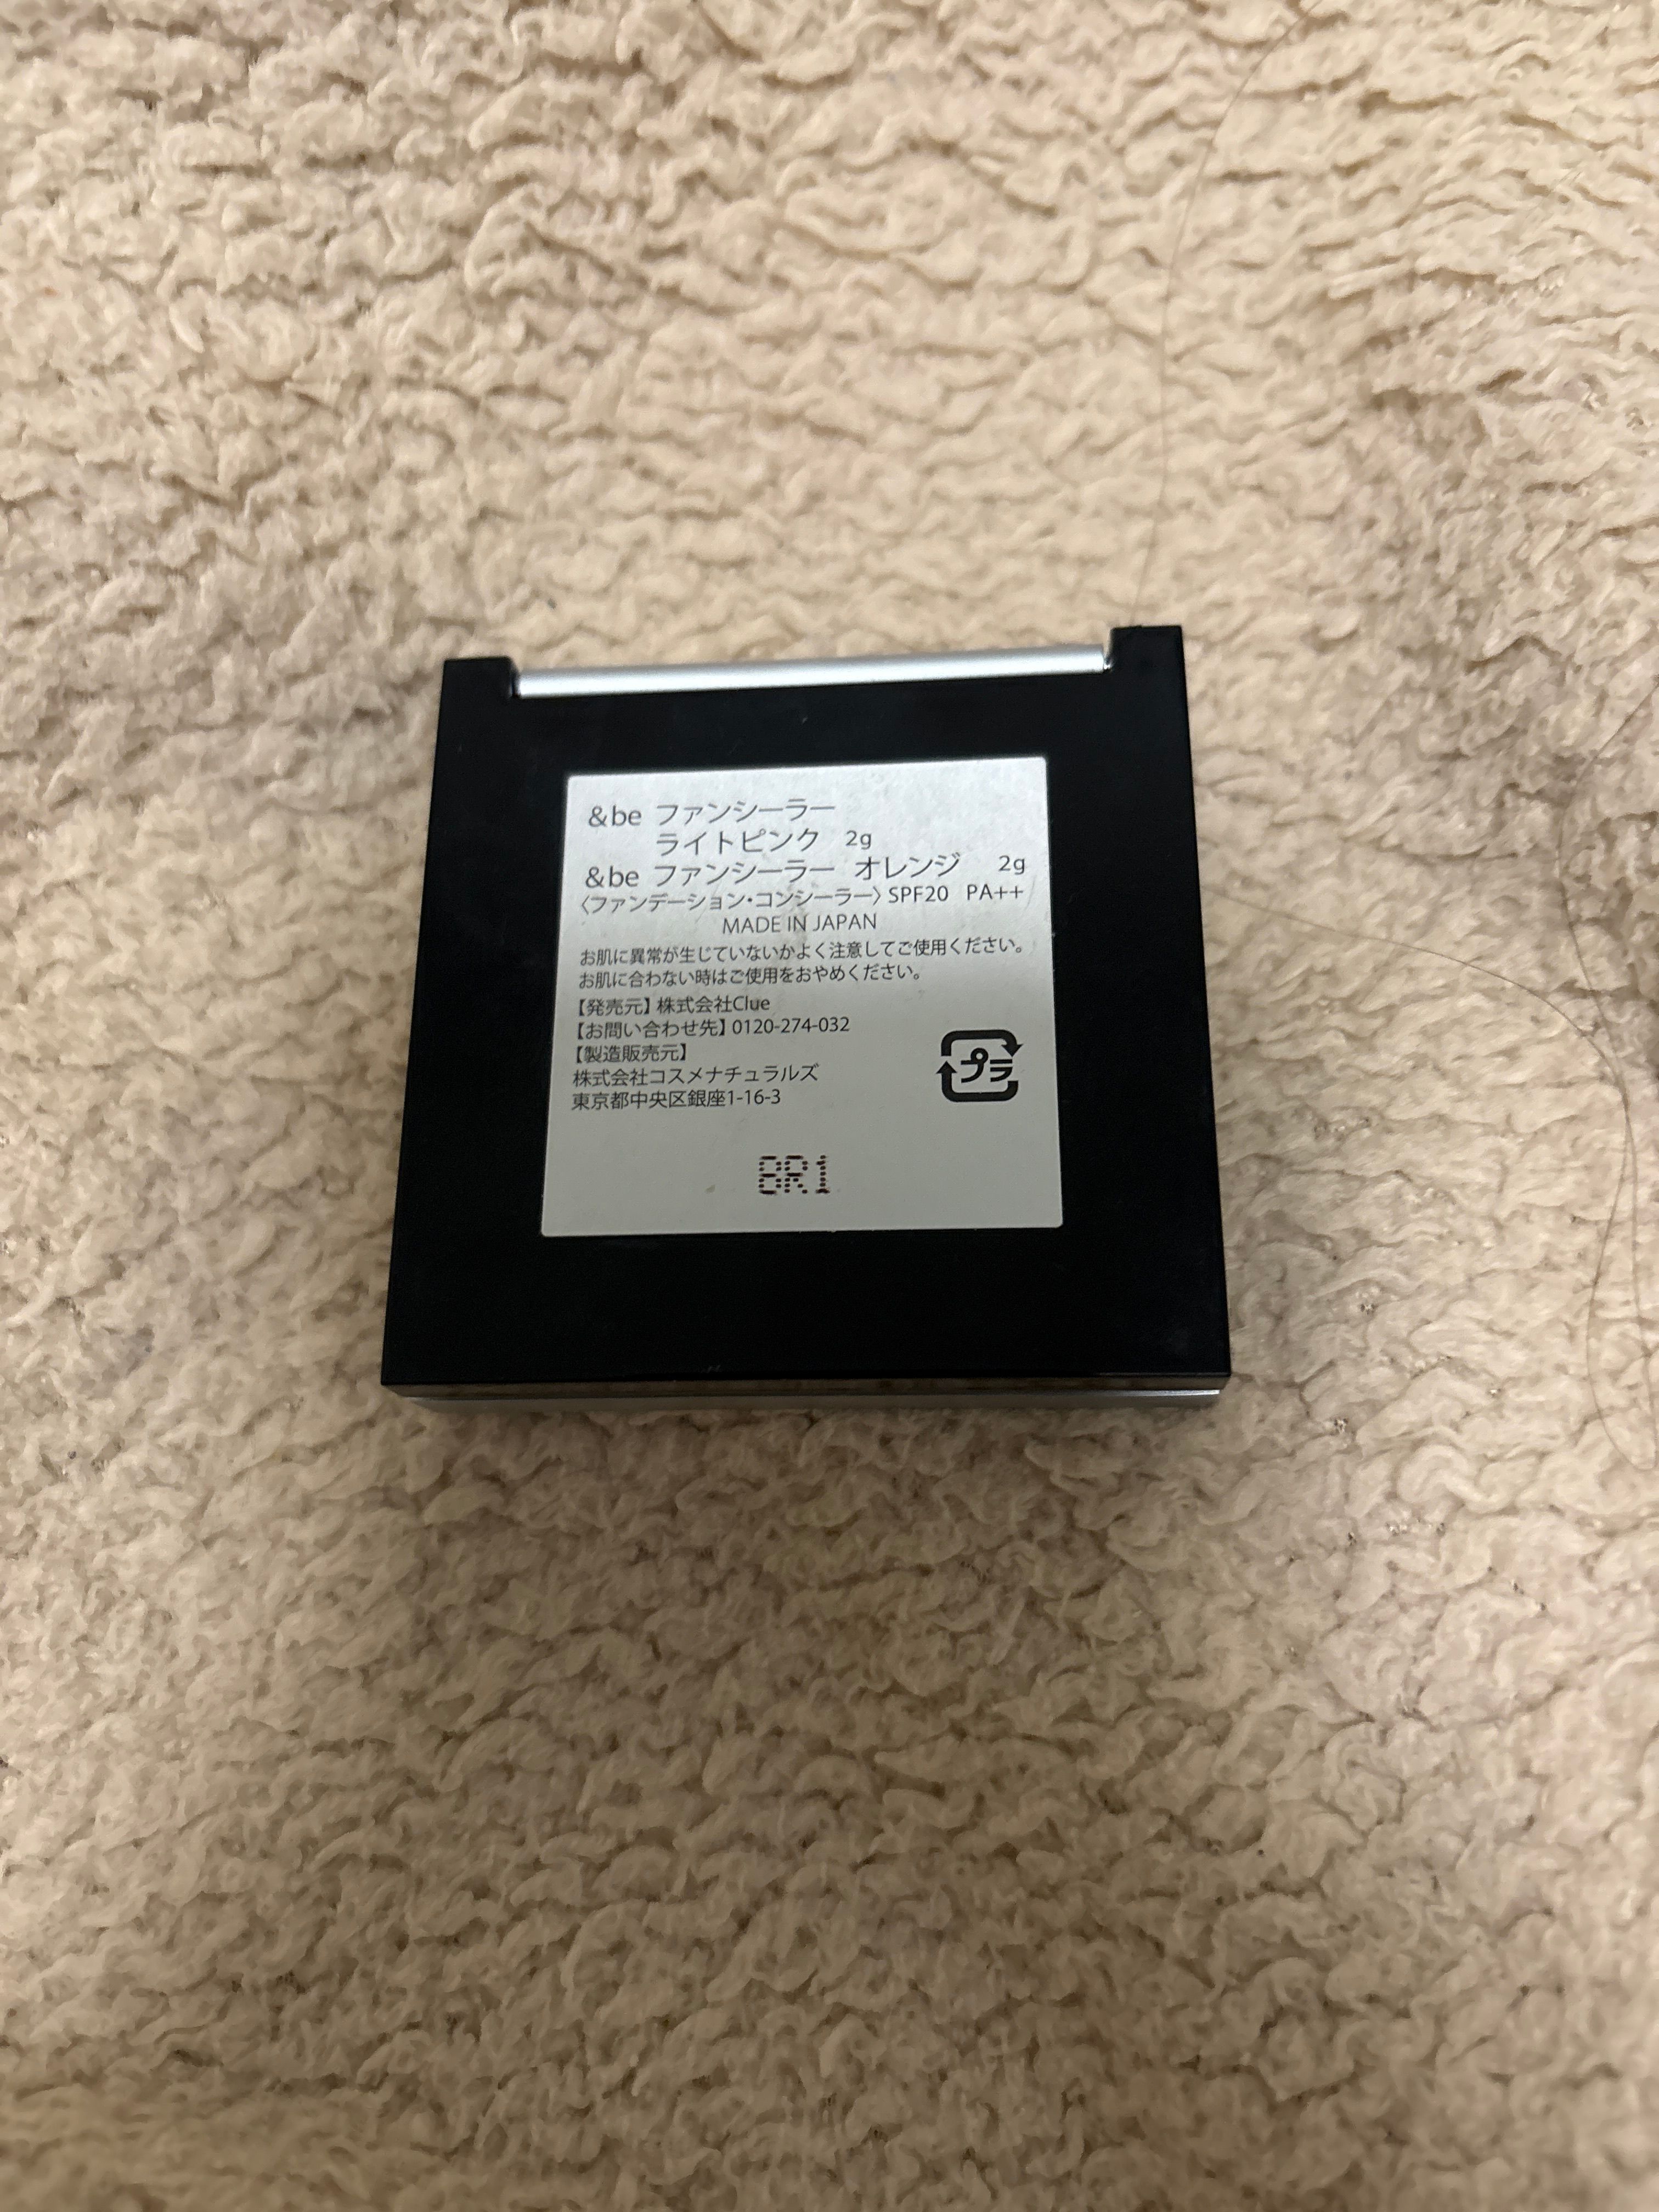 &be ファンシーラー
ライトピンク 2g
&be ファンシーラー オレンジ 2g
〈ファンデーション・コンシーラー〉SPF20 PA++
MADE IN JAPAN
お肌に異常が生じていないかよく注意してご使用ください。
お肌に合わない時はご使用をおやめください。
【発売元】株式会社Clue
【お問い合わせ先】0120-274-032
【製造販売元】
株式会社コスメナチュラルズ
東京都中央区銀座1-16-3
プラ
8R1